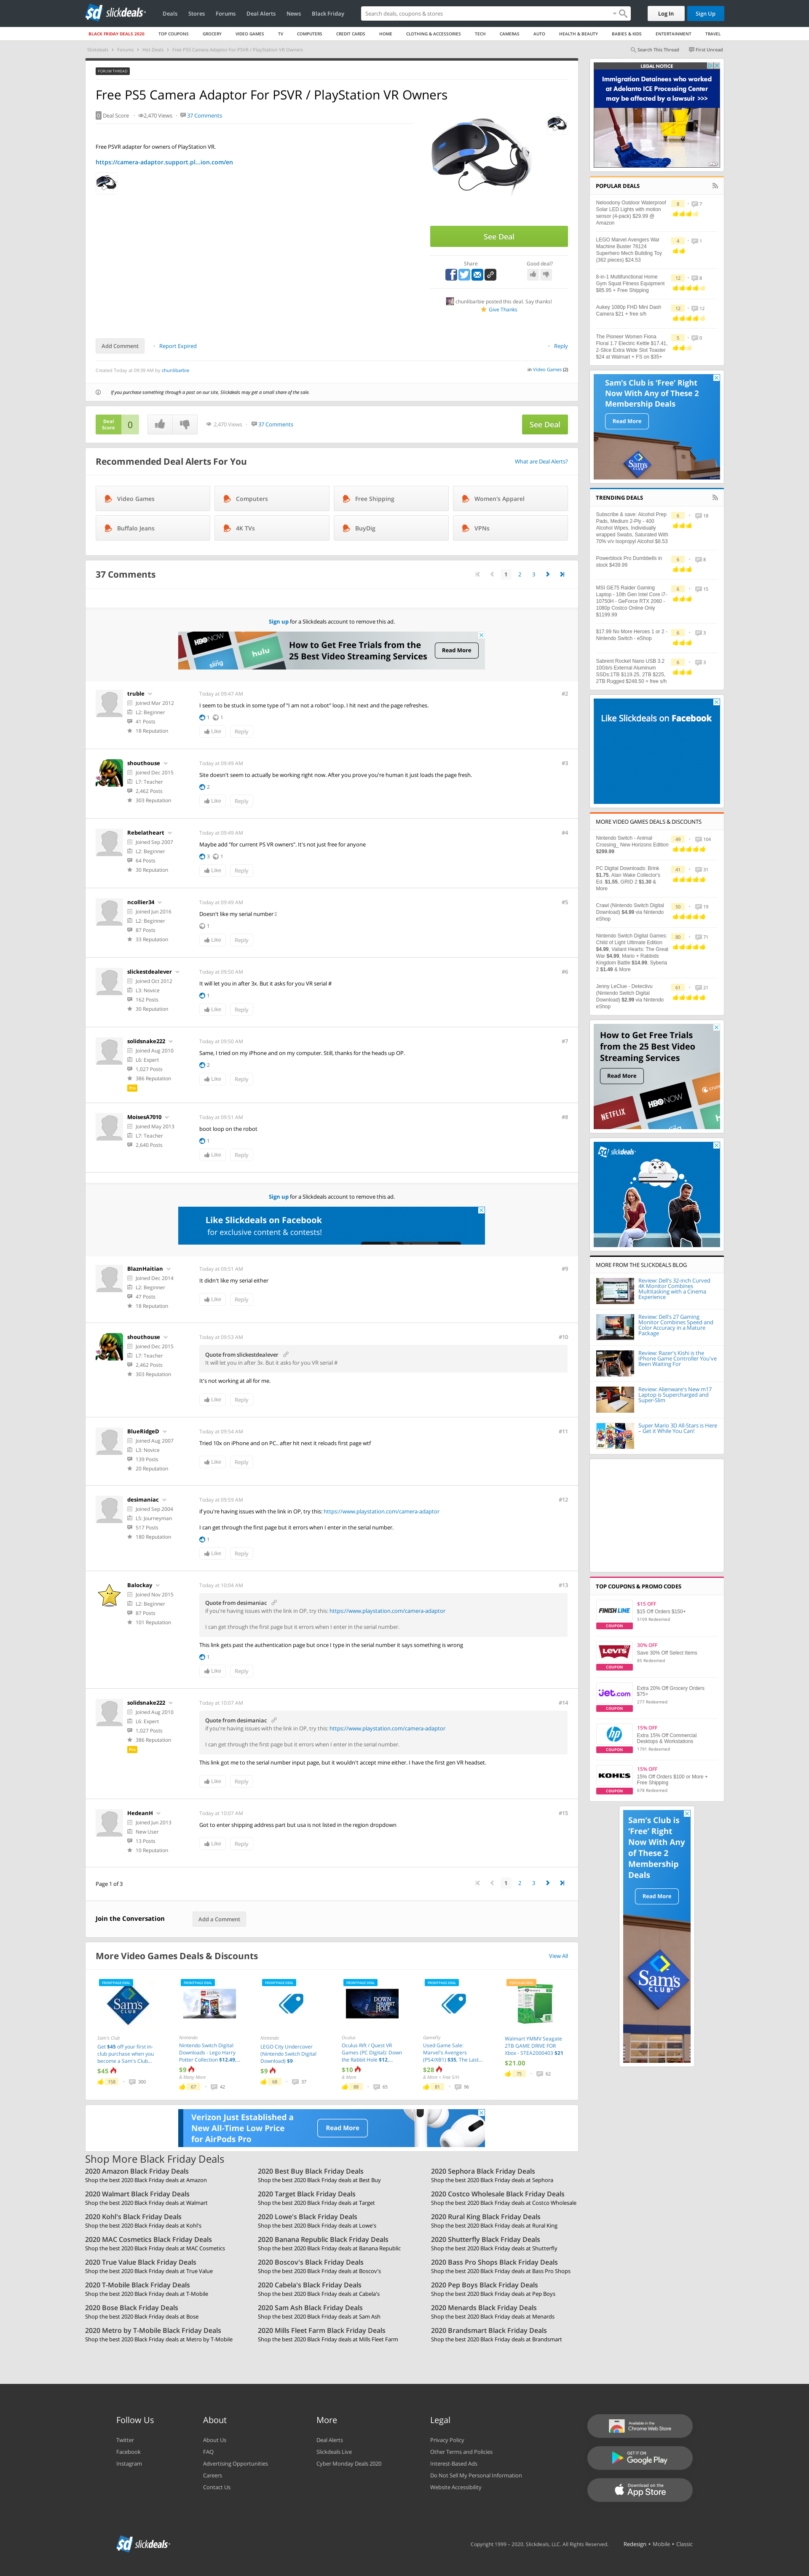 slickdeals
Deals Stores Forums Deal Alerts News Black Friday
Search deals, coupons & stores
Log In Sign Up
BLACK FRIDAY DEALS 2020 TOP COUPONS GROCERY VIDEO GAMES TV COMPUTERS CREDIT CARDS HOME CLOTHING & ACCESSORIES TECH CAMERAS AUTO HEALTH & BEAUTY BABIES & KIDS ENTERTAINMENT TRAVEL
Slickdeals Forums Hot Deals Free PS5 Camera Adaptor For PSVR / PlayStation VR Owners
Search This Thread First Unread
FORUM THREAD
Free PS5 Camera Adaptor For PSVR / PlayStation VR Owners
0 Deal Score 2,470 Views 37 Comments
Free PSVR adapter for owners of PlayStation VR.
https://camera-adaptor.support.pl...ion.com/en
See Deal
Share
Good deal?
chunlibarbie posted this deal. Say thanks!
Give Thanks
Add Comment Report Expired Reply
Created Today at 09:39 AM by chunlibarbie
in Video Games (2)
If you purchase something through a post on our site, Slickdeals may get a small share of the sale.
Deal Score 0
2,470 Views 37 Comments
See Deal
Recommended Deal Alerts For You
What are Deal Alerts?
Video Games Computers Free Shipping Women's Apparel
Buffalo Jeans 4K TVs BuyDig VPNs
37 Comments
1 2 3
Sign up for a Slickdeals account to remove this ad.
HBO NOW
hulu
sling
How to Get Free Trials from the
25 Best Video Streaming Services
Read More
truble
Joined Mar 2012
L2: Beginner
41 Posts
18 Reputation
Today at 09:47 AM
#2
I seem to be stuck in some type of "I am not a robot" loop. I hit next and the page refreshes.
1 1
Like Reply
shouthouse
Joined Dec 2015
L7: Teacher
2,462 Posts
303 Reputation
Today at 09:49 AM
#3
Site doesn't seem to actually be working right now. After you prove you're human it just loads the page fresh.
2
Like Reply
Rebelatheart
Joined Sep 2007
L2: Beginner
64 Posts
30 Reputation
Today at 09:49 AM
#4
Maybe add "for current PS VR owners". It's not just free for anyone
3 1
Like Reply
ncollier34
Joined Jun 2016
L2: Beginner
87 Posts
33 Reputation
Today at 09:49 AM
#5
Doesn't like my serial number :
1
Like Reply
slickestdealever
Joined Oct 2012
L3: Novice
162 Posts
30 Reputation
Today at 09:50 AM
#6
It will let you in after 3x. But it asks for you VR serial #
1
Like Reply
solidsnake222
Joined Aug 2010
L6: Expert
1,027 Posts
386 Reputation
Pro
Today at 09:50 AM
#7
Same, I tried on my iPhone and on my computer. Still, thanks for the heads up OP.
2
Like Reply
MoisesA7010
Joined May 2013
L7: Teacher
2,640 Posts
Today at 09:51 AM
#8
boot loop on the robot
1
Like Reply
Sign up for a Slickdeals account to remove this ad.
Like Slickdeals on Facebook
for exclusive content & contests!
BlaznHaitian
Joined Dec 2014
L2: Beginner
47 Posts
18 Reputation
Today at 09:51 AM
#9
It didn't like my serial either
Like Reply
shouthouse
Joined Dec 2015
L7: Teacher
2,462 Posts
303 Reputation
Today at 09:53 AM
#10
Quote from slickestdealever
It will let you in after 3x. But it asks for you VR serial #
It's not working at all for me.
Like Reply
BlueRidgeD
Joined Aug 2007
L3: Novice
139 Posts
20 Reputation
Today at 09:54 AM
#11
Tried 10x on iPhone and on PC.. after hit next it reloads first page wtf
Like Reply
desimaniac
Joined Sep 2004
L5: Journeyman
517 Posts
180 Reputation
Today at 09:59 AM
#12
if you're having issues with the link in OP, try this: https://www.playstation.com/camera-adaptor
I can get through the first page but it errors when I enter in the serial number.
1
Like Reply
Balockay
Joined Nov 2015
L2: Beginner
87 Posts
101 Reputation
Today at 10:04 AM
#13
Quote from desimaniac
if you're having issues with the link in OP, try this: https://www.playstation.com/camera-adaptor
I can get through the first page but it errors when I enter in the serial number.
This link gets past the authentication page but once I type in the serial number it says something is wrong
1
Like Reply
solidsnake222
Joined Aug 2010
L6: Expert
1,027 Posts
386 Reputation
Pro
Today at 10:07 AM
#14
Quote from desimaniac
if you're having issues with the link in OP, try this: https://www.playstation.com/camera-adaptor
I can get through the first page but it errors when I enter in the serial number.
This link got me to the serial number input page, but it wouldn't accept mine either. I have the first gen VR headset.
Like Reply
HedeanH
Joined Jun 2013
New User
13 Posts
10 Reputation
Today at 10:07 AM
#15
Got to enter shipping address part but usa is not listed in the region dropdown
Like Reply
Page 1 of 3
1 2 3
Join the Conversation Add a Comment
More Video Games Deals & Discounts
View All
FRONTPAGE DEAL
Sam's Club
Get $45 off your first in-club purchase when you become a Sam's Club...
$45
158 300
FRONTPAGE DEAL
Nintendo
Nintendo Switch Digital Downloads - Lego Harry Potter Collection $12.49,...
$9
& Many More
67 42
FRONTPAGE DEAL
Nintendo
LEGO City Undercover (Nintendo Switch Digital Download) $9
$9
68 37
FRONTPAGE DEAL
Oculus
Oculus Rift / Quest VR Games (PC Digital): Down the Rabbit Hole $12,...
$10
& More
88 65
FRONTPAGE DEAL
GameFly
Used Game Sale: Marvel's Avengers (PS4/XB1) $35, The Last...
$28
& More + Free S/H
81 96
Walmart YMMV Seagate 2TB GAME DRIVE FOR Xbox - STEA2000403 $21
$21.00
75 62
Verizon Just Established a
New All-Time Low Price
for AirPods Pro
Read More
Shop More Black Friday Deals
2020 Amazon Black Friday Deals
Shop the best 2020 Black Friday deals at Amazon
2020 Best Buy Black Friday Deals
Shop the best 2020 Black Friday deals at Best Buy
2020 Sephora Black Friday Deals
Shop the best 2020 Black Friday deals at Sephora
2020 Walmart Black Friday Deals
Shop the best 2020 Black Friday deals at Walmart
2020 Target Black Friday Deals
Shop the best 2020 Black Friday deals at Target
2020 Costco Wholesale Black Friday Deals
Shop the best 2020 Black Friday deals at Costco Wholesale
2020 Kohl's Black Friday Deals
Shop the best 2020 Black Friday deals at Kohl's
2020 Lowe's Black Friday Deals
Shop the best 2020 Black Friday deals at Lowe's
2020 Rural King Black Friday Deals
Shop the best 2020 Black Friday deals at Rural King
2020 MAC Cosmetics Black Friday Deals
Shop the best 2020 Black Friday deals at MAC Cosmetics
2020 Banana Republic Black Friday Deals
Shop the best 2020 Black Friday deals at Banana Republic
2020 Shutterfly Black Friday Deals
Shop the best 2020 Black Friday deals at Shutterfly
2020 True Value Black Friday Deals
Shop the best 2020 Black Friday deals at True Value
2020 Boscov's Black Friday Deals
Shop the best 2020 Black Friday deals at Boscov's
2020 Bass Pro Shops Black Friday Deals
Shop the best 2020 Black Friday deals at Bass Pro Shops
2020 T-Mobile Black Friday Deals
Shop the best 2020 Black Friday deals at T-Mobile
2020 Cabela's Black Friday Deals
Shop the best 2020 Black Friday deals at Cabela's
2020 Pep Boys Black Friday Deals
Shop the best 2020 Black Friday deals at Pep Boys
2020 Bose Black Friday Deals
Shop the best 2020 Black Friday deals at Bose
2020 Sam Ash Black Friday Deals
Shop the best 2020 Black Friday deals at Sam Ash
2020 Menards Black Friday Deals
Shop the best 2020 Black Friday deals at Menards
2020 Metro by T-Mobile Black Friday Deals
Shop the best 2020 Black Friday deals at Metro by T-Mobile
2020 Mills Fleet Farm Black Friday Deals
Shop the best 2020 Black Friday deals at Mills Fleet Farm
2020 Brandsmart Black Friday Deals
Shop the best 2020 Black Friday deals at Brandsmart
LEGAL NOTICE
Immigration Detainees who worked
at Adelanto ICE Processing Center
may be affected by a lawsuit >>>
POPULAR DEALS
Neloodony Outdoor Waterproof
Solar LED Lights with motion
sensor (4-pack) $29.99 @
Amazon
8 7
LEGO Marvel Avengers War
Machine Buster 76124
Superhero Mech Building Toy
(362 pieces) $24.53
4 1
8-in-1 Multifunctional Home
Gym Squat Fitness Equipment
$85.95 + Free Shipping
12 8
Aukey 1080p FHD Mini Dash
Camera $21 + free s/h
12 12
The Pioneer Women Fiona
Floral 1.7 Electric Kettle $17.41,
2-Slice Extra Wide Slot Toaster
$24 at Walmart + FS on $35+
5 0
Sam's Club is 'Free' Right
Now With Any of These 2
Membership Deals
Read More
Sam's
TRENDING DEALS
Subscribe & save: Alcohol Prep
Pads, Medium 2-Ply - 400
Alcohol Wipes, Individually
wrapped Swabs, Saturated With
70% v/v Isopropyl Alcohol $8.53
6 18
Powerblock Pro Dumbbells in
stock $439.99
6 8
MSI GE75 Raider Gaming
Laptop - 10th Gen Intel Core i7-
10750H - GeForce RTX 2060 -
1080p Costco Online Only
$1199.99
6 15
$17.99 No More Heroes 1 or 2 -
Nintendo Switch - eShop
6 3
Sabrent Rocket Nano USB 3.2
10Gb/s External Aluminum
SSDs:1TB $119.25, 2TB $225,
2TB Rugged $248.50 + free s/h
6 3
Like Slickdeals on Facebook
MORE VIDEO GAMES DEALS & DISCOUNTS
Nintendo Switch - Animal
Crossing_ New Horizons Edition
$299.99
49 104
PC Digital Downloads: Brink
$1.75, Alan Wake Collector's
Ed. $1.55, GRID 2 $1.30 &
More
41 31
Crawl (Nintendo Switch Digital
Download) $4.99 via Nintendo
eShop
50 19
Nintendo Switch Digital Games:
Child of Light Ultimate Edition
$4.99, Valiant Hearts: The Great
War $4.99, Mario + Rabbids
Kingdom Battle $14.99, Syberia
2 $1.49 & More
80 71
Jenny LeClue - Detectivu
(Nintendo Switch Digital
Download) $2.99 via Nintendo
eShop
61 21
How to Get Free Trials
from the 25 Best Video
Streaming Services
Read More
NETFLIX
HBO NOW
slickdeals
MORE FROM THE SLICKDEALS BLOG
Review: Dell's 32-inch Curved
4K Monitor Combines
Multitasking with a Cinema
Experience
Review: Dell's 27 Gaming
Monitor Combines Speed and
Color Accuracy in a Mature
Package
Review: Razer's Kishi is the
iPhone Game Controller You've
Been Waiting For
Review: Alienware's New m17
Laptop is Supercharged and
Super-Slim
Super Mario 3D All-Stars is Here
– Get it While You Can!
TOP COUPONS & PROMO CODES
FINISH LINE
COUPON
$15 OFF
$15 Off Orders $150+
5109 Redeemed
LEVI'S
COUPON
30% OFF
Save 30% Off Select Items
85 Redeemed
jet.com
COUPON
Extra 20% Off Grocery Orders
$75+
277 Redeemed
hp
COUPON
15% OFF
Extra 15% Off Commercial
Desktops & Workstations
1791 Redeemed
KOHL'S
COUPON
15% OFF
15% Off Orders $100 or More +
Free Shipping
678 Redeemed
Sam's Club is
'Free' Right
Now With Any
of These 2
Membership
Deals
Read More
Sam's
CLUB
Follow Us
Twitter
Facebook
Instagram
About
About Us
FAQ
Advertising Opportunities
Careers
Contact Us
More
Deal Alerts
Slickdeals Live
Cyber Monday Deals 2020
Legal
Privacy Policy
Other Terms and Policies
Interest-Based Ads
Do Not Sell My Personal Information
Website Accessibility
Available in the
Chrome Web Store
GET IT ON
Google Play
Download on the
App Store
slickdeals
Copyright 1999 – 2020. Slickdeals, LLC. All Rights Reserved. Redesign • Mobile • Classic